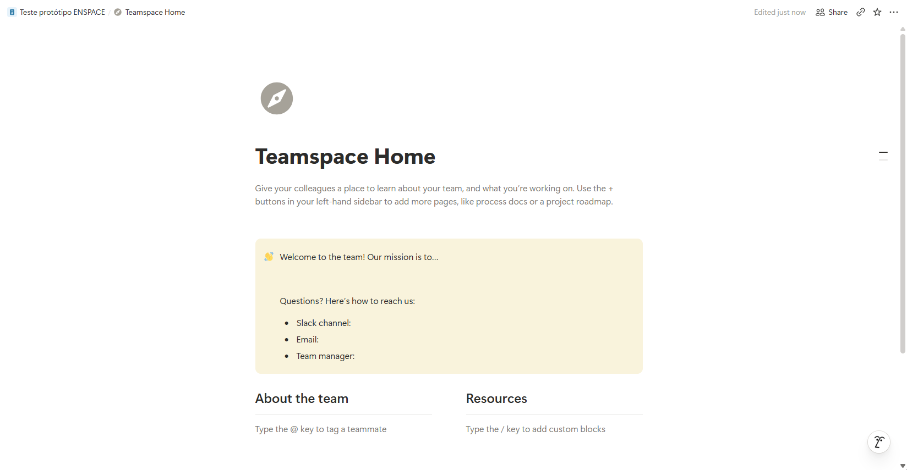 Teste protótipo ENSPACE / Teamspace Home
Edited just now
Share
Teamspace Home
Give your colleagues a place to learn about your team, and what you're working on. Use the +
buttons in your left-hand sidebar to add more pages, like process docs or a project roadmap.
Welcome to the team! Our mission is to...
Questions? Here's how to reach us:
• Slack channel:
• Email:
• Team manager:
About the team
Type the @ key to tag a teammate
Resources
Type the / key to add custom blocks